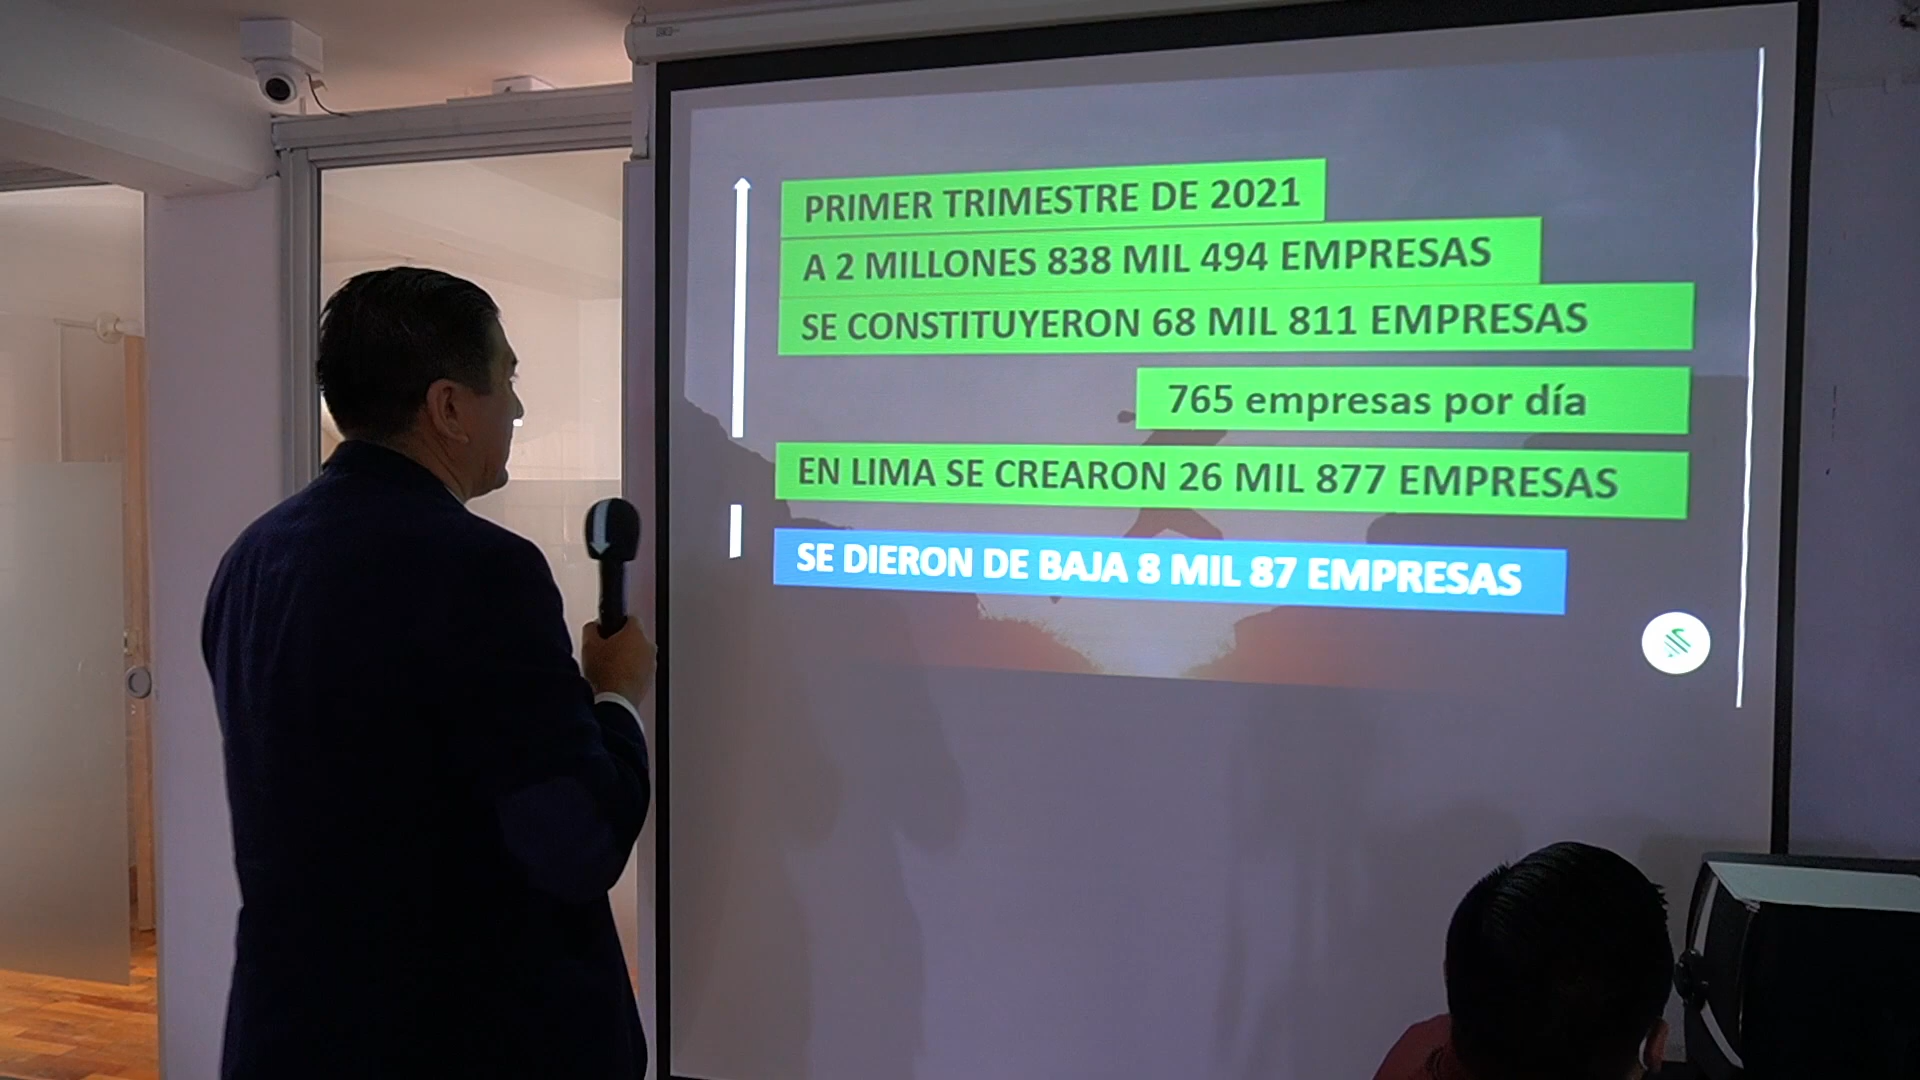 PRIMER TRIMESTRE DE 2021
A 2 MILLONES 838 MIL 494 EMPRESAS
SE CONSTITUYERON 68 MIL 811 EMPRESAS
765 empresas por día
EN LIMA SE CREARON 26 MIL 877 EMPRESAS
SE DIERON DE BAJA 8 MIL 87 EMPRESAS